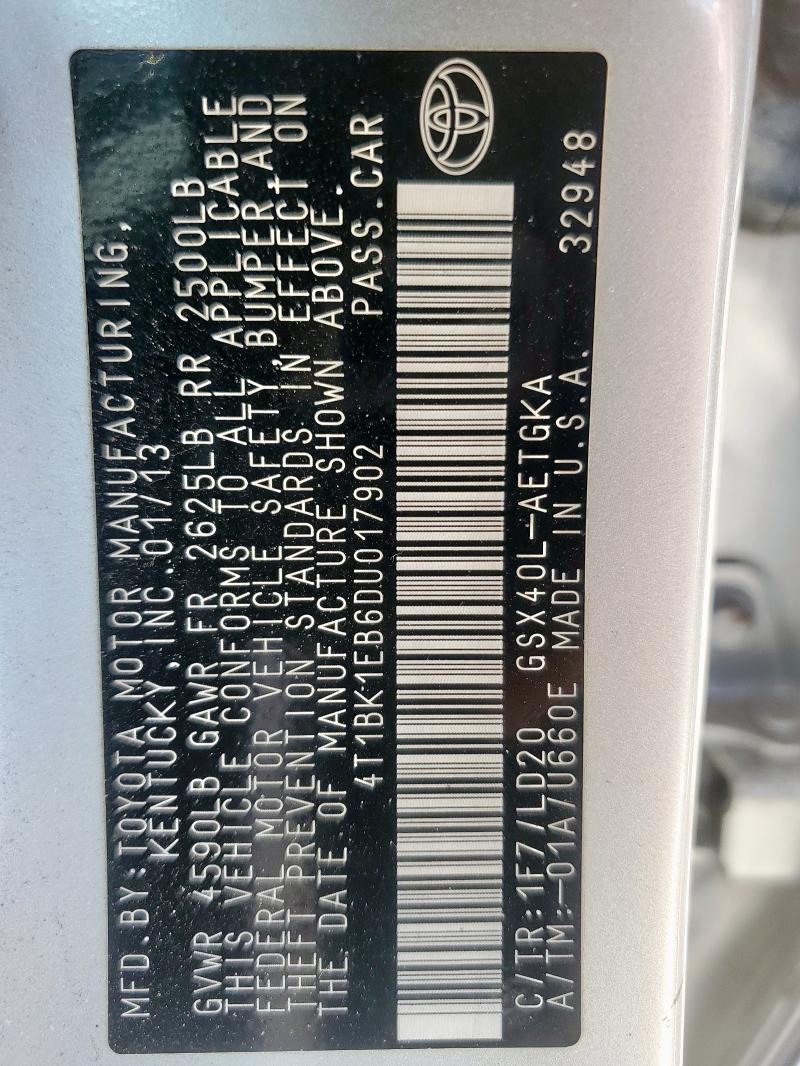 MFD.BY:TOYOTA MOTOR MANUFACTURING,
KENTUCKY,INC 01/13
GVWR 4590LB GAWR FR 2625LB RR 2500LB
THIS VEHICLE CONFORMS TO ALL APPLICABLE
FEDERAL MOTOR VEHICLE SAFETY,BUMPER,AND
THEFT PREVENTION STANDARDS IN EFFECT ON
THE DATE OF MANUFACTURE SHOWN ABOVE.
4T1BK1EB6DU017902 PASS.CAR
C/TR:1F7/LD20 GSX40L-AETGKA
A/TM:-01A/U660E MADE IN U.S.A. 32948